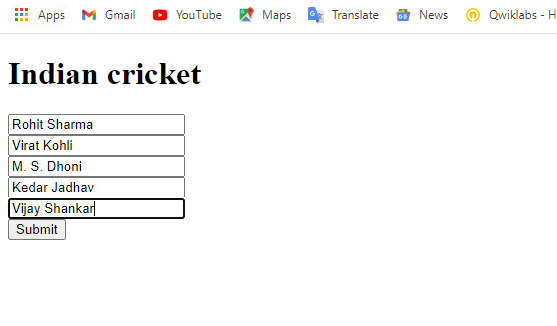 Apps Gmail YouTube Maps Translate News Qwiklabs - H
Indian cricket
Rohit Sharma
Virat Kohli
M. S. Dhoni
Kedar Jadhav
Vijay Shankar
Submit